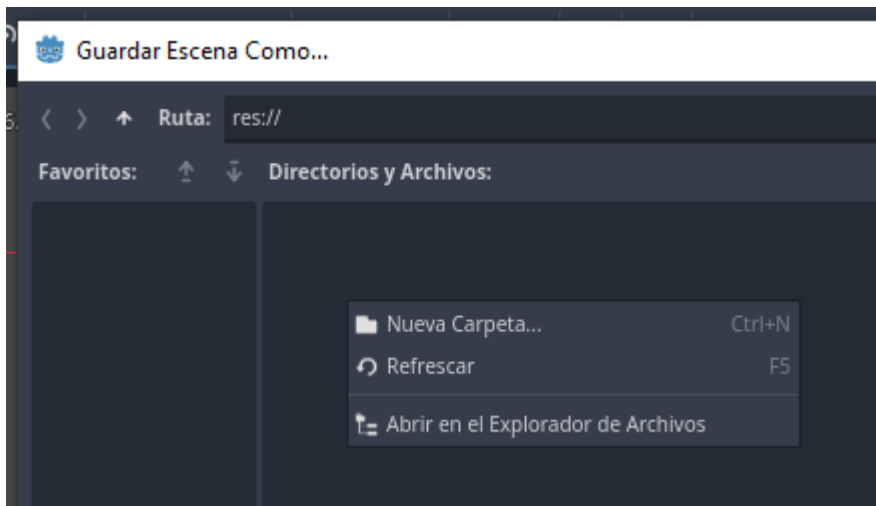 Guardar Escena Como...
6.
Ruta: res://
Favoritos: Directorios y Archivos:
Nueva Carpeta... Ctrl+N
Refrescar F5
Abrir en el Explorador de Archivos